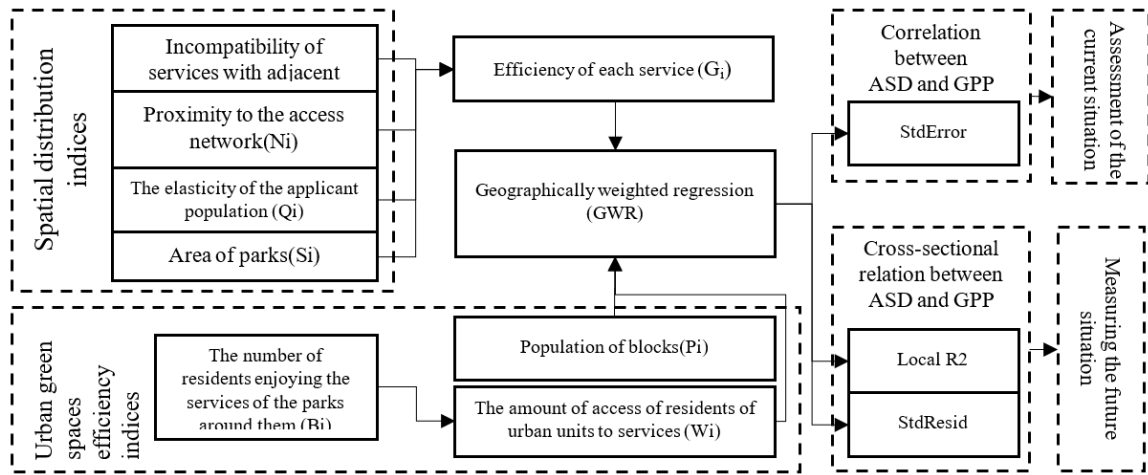 Spatial distribution
indices
Incompatibility of
services with adjacent
Proximity to the access
network(Ni)
The elasticity of the applicant
population (Qi)
Area of parks(Si)
Efficiency of each service (Gi)
Geographically weighted regression
(GWR)
Correlation
between
ASD and GPP
StdError
Assessment of the
current situation
Cross-sectional
relation between
ASD and GPP
Local R2
StdResid
Measuring the future
situation
Urban green
spaces
efficiency
indices
The number of
residents enjoying the
services of the parks
around them (Bi)
Population of blocks(Pi)
The amount of access of residents of
urban units to services (Wi)